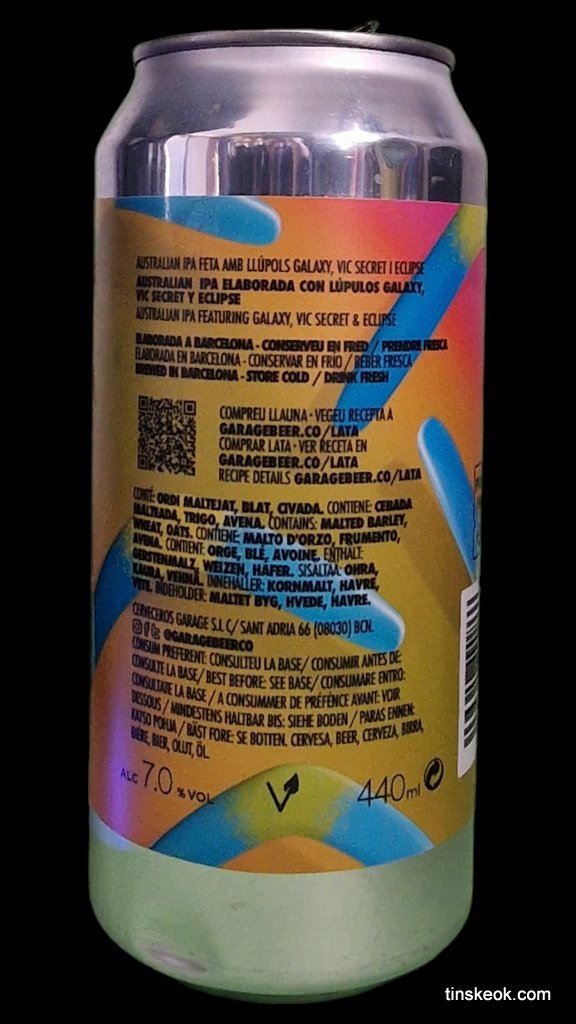 AUSTRALIAN IPA FETA AMB LLÚPOLS GALAXY, VIC SECRET I ECLIPSE
AUSTRALIAN IPA ELABORADA CON LÚPULOS GALAXY,
VIC SECRET Y ECLIPSE
AUSTRALIAN IPA FEATURING GALAXY, VIC SECRET & ECLIPSE
ELABORADA A BARCELONA - CONSERVEU EN FRED / PRENDRE FRESCA
ELABORADA EN BARCELONA - CONSERVAR EN FRIO / BEBER FRESCA
BREWED IN BARCELONA - STORE COLD / DRINK FRESH
COMPREU LLAUNA · VEGEU RECEPTA A
GARAGEBEER.CO/LATA
COMPRAR LATA · VER RECETA EN
GARAGEBEER.CO/LATA
RECIPE DETAILS GARAGEBEER.CO/LATA
CONTÉ: ORDI MALTEJAT, BLAT, CIVADA. CONTIENE: CEBADA
MALTEADA, TRIGO, AVENA. CONTAINS: MALTED BARLEY,
WHEAT, OATS. CONTIENE: MALTO D'ORZO, FRUMENTO,
AVENA. CONTIENT: ORGE, BLÉ, AVOINE. ENTHALT:
GERSTENMALZ, WEIZEN, HAFER. SISÄLTÄÄ: OHRA,
KAURA, VEHNÄ. INNEHÅLLER: KORNMALT, HAVRE,
VETE. INDEHOLDER: MALTET BYG, HVEDE, HAVRE.
CERVECEROS GARAGE S.L C/ SANT ADRIA 66 (08030) BCN.
@GARAGEBEERCO
CONSUM PREFERENT: CONSULTEU LA BASE/ CONSUMIR ANTES DE:
CONSULTE LA BASE/ BEST BEFORE: SEE BASE/ CONSUMARE ENTRO:
CONSULTATE LA BASE / A CONSUMMER DE PRÉFÉNCE AVANT: VOIR
DESSOUS / MINDESTENS HALTBAR BIS: SIEHE BODEN / PARAS ENNEN:
KATSO POHJA / BÄST FORE: SE BOTTEN. CERVESA, BEER, CERVEZA, BIRRA,
BIÈRE, BIER, OLUT, ÖL.
ALC 7.0 % VOL
440ml
tinskeok.com